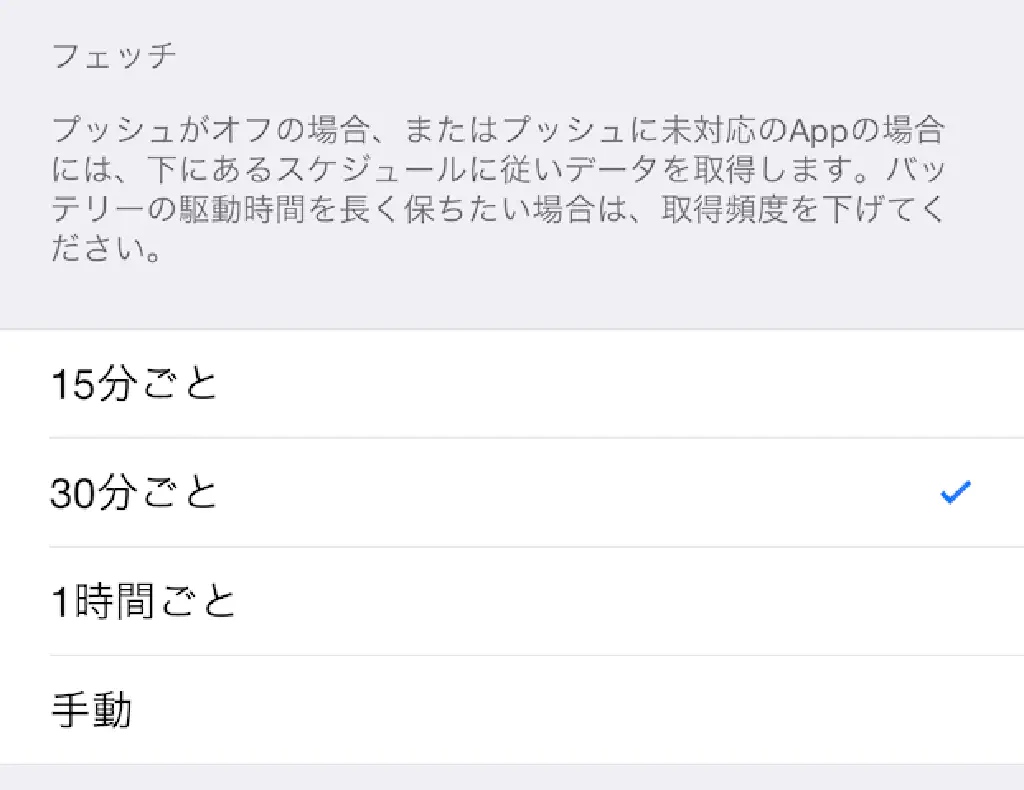 フェッチ
プッシュがオフの場合、またはプッシュに未対応のAppの場合
には、下にあるスケジュールに従いデータを取得します。バッ
テリーの駆動時間を長く保ちたい場合は、取得頻度を下げてく
ださい。
15分ごと
30分ごと
1時間ごと
手動